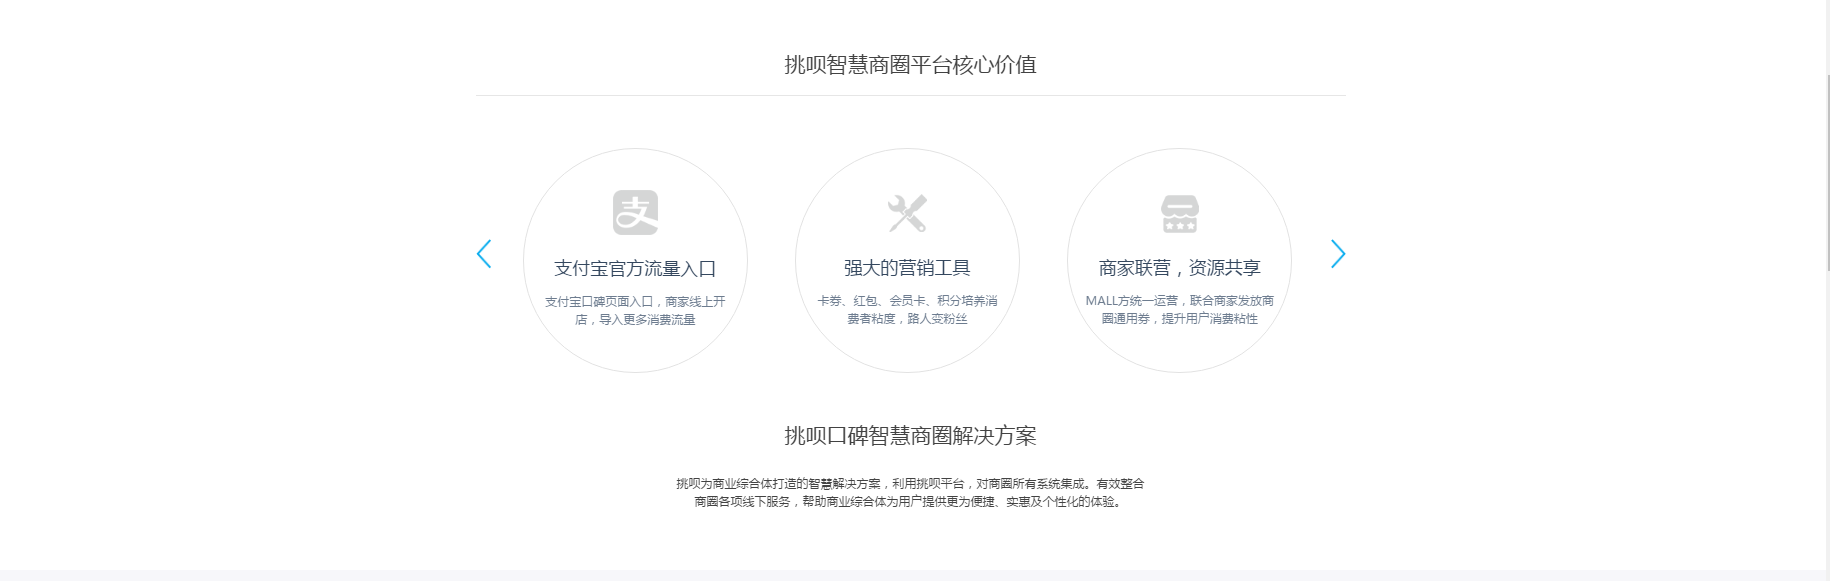 挑呗智慧商圈平台核心价值
支
支付宝官方流量入口
支付宝口碑页面入口，商家线上开
店，导入更多消费流量
强大的营销工具
卡券、红包、会员卡、积分培养消
费者粘度，路人变粉丝
商家联营，资源共享
MALL方统一运营，联合商家发放商
圈通用券，提升用户消费粘性
挑呗口碑智慧商圈解决方案
挑呗为商业综合体打造的智慧解决方案，利用挑呗平台，对商圈所有系统集成。有效整合
商圈各项线下服务，帮助商业综合体为用户提供更为便捷、实惠及个性化的体验。